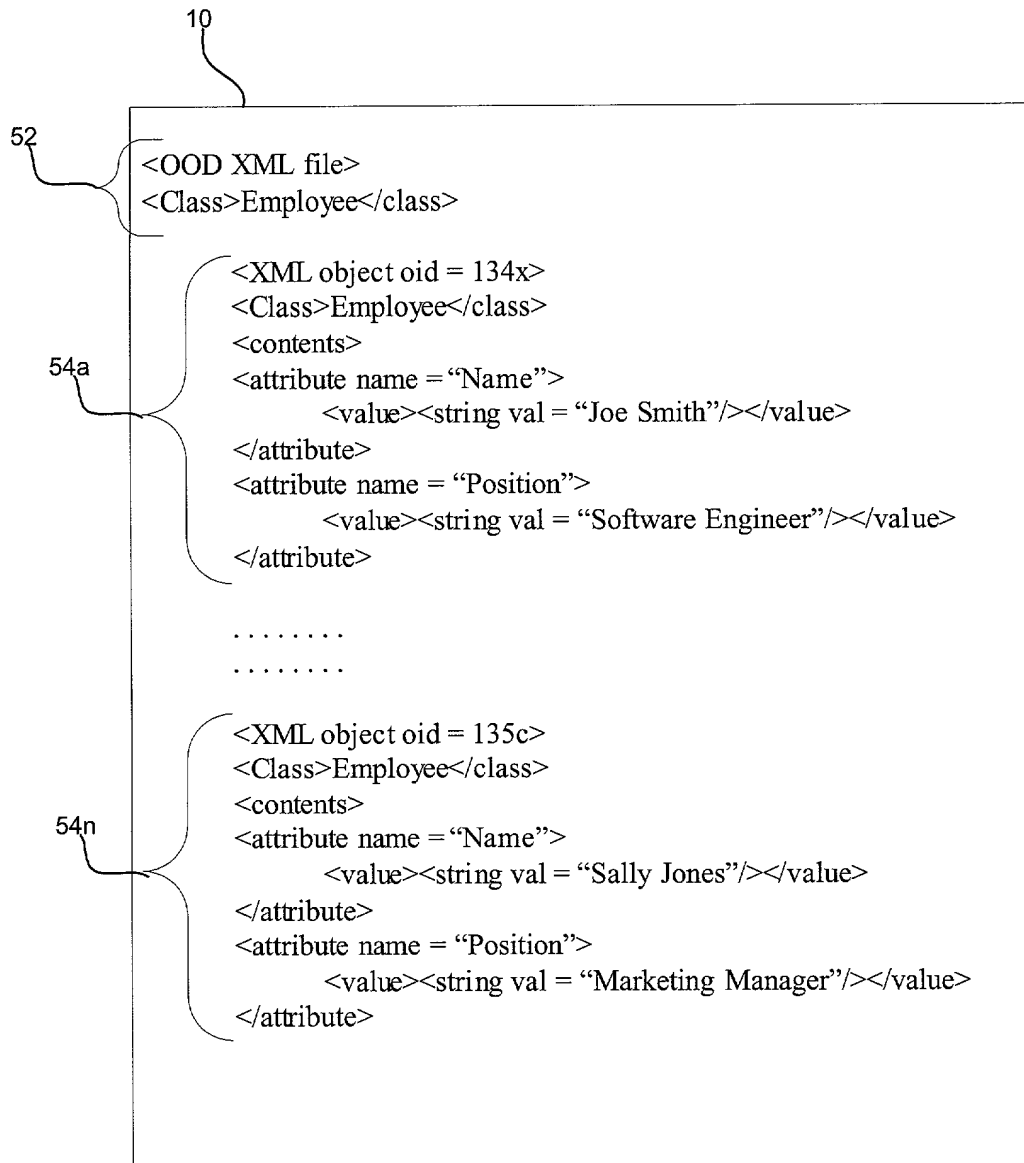 10
52
<OOD XML file>
<Class>Employee</class>
<XML object oid = 134x>
<Class>Employee</class>
<contents>
54a
<attribute name = “Name”>
<value><string val = “Joe Smith”/></value>
</attribute>
<attribute name = “Position”>
<value><string val = “Software Engineer”/></value>
</attribute>
. . . . . . . .
. . . . . . . .
<XML object oid = 135c>
<Class>Employee</class>
<contents>
54n
<attribute name = “Name”>
<value><string val = “Sally Jones”/></value>
</attribute>
<attribute name = “Position”>
<value><string val = “Marketing Manager”/></value>
</attribute>